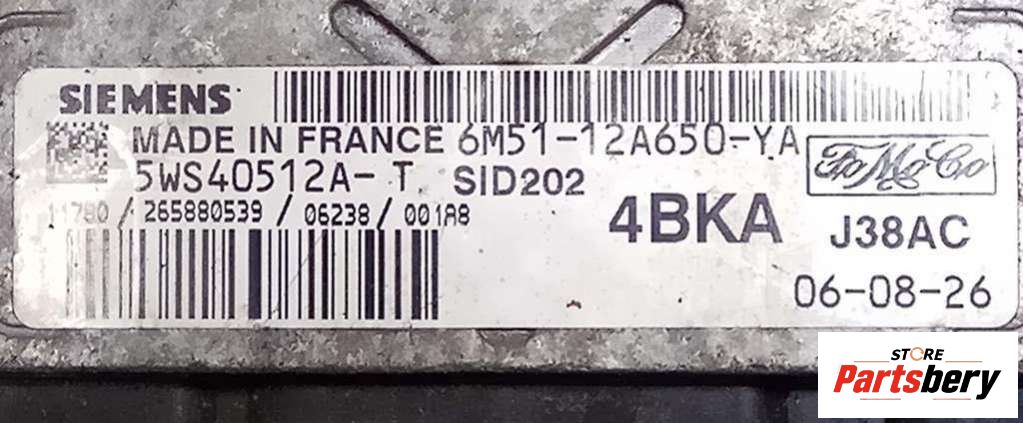 SIEMENS
MADE IN FRANCE 6M51-12A650-YA
FoMoCo
5WS40512A-T SID202
11780 / 265880539 / 06238 / 001A8
4BKA
J38AC
06-08-26
STORE
Partsbery